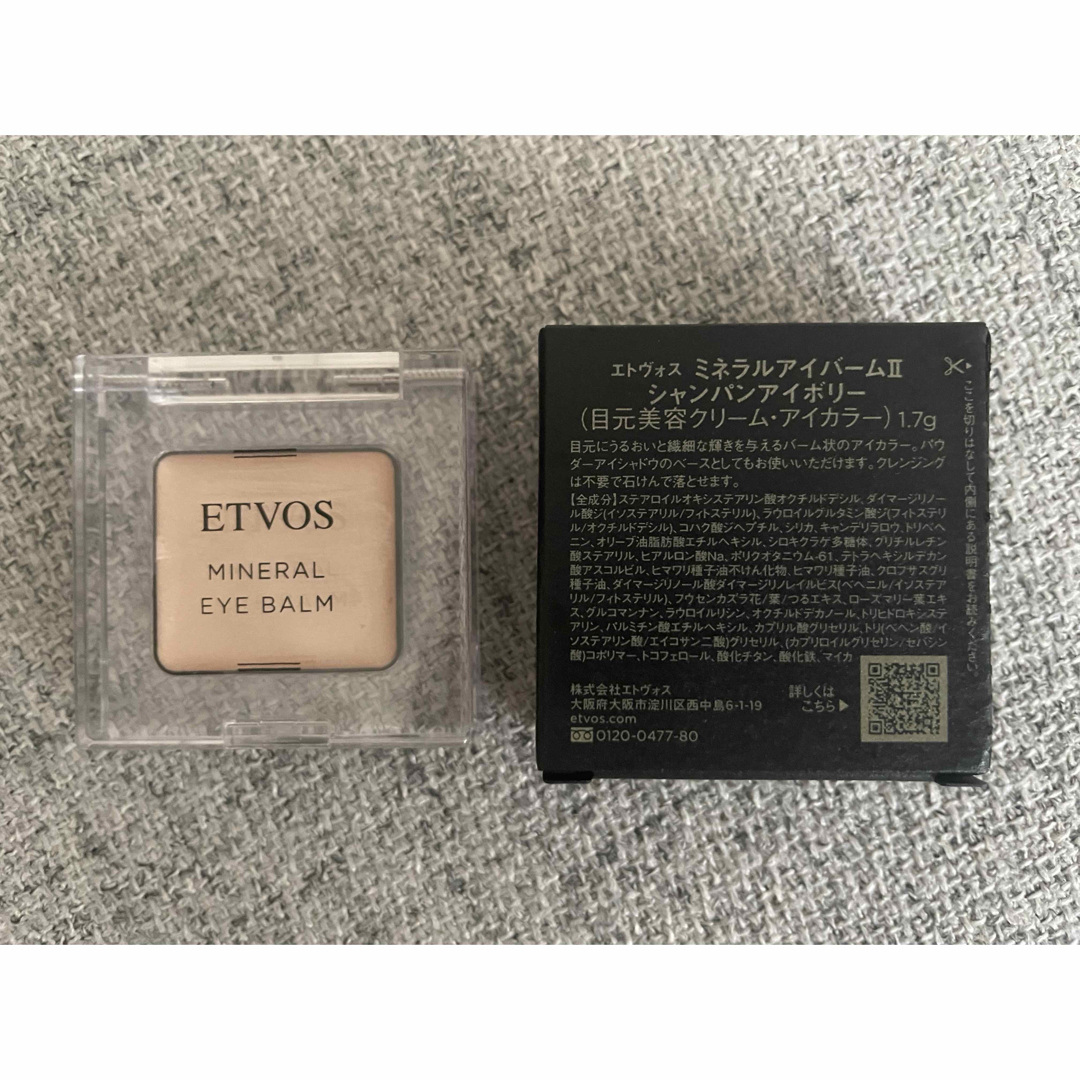 ETVOS
MINERAL
EYE BALM
エトヴォス ミネラルアイバームⅡ
シャンパンアイボリー
（目元美容クリーム・アイカラー）1.7g
目元にうるおいと繊細な輝きを与えるバーム状のアイカラー。パウ
ダーアイシャドウのベースとしてもお使いいただけます。クレンジング
は不要で石けんで落とせます。
【全成分】ステアロイルオキシステアリン酸オクチルドデシル、ダイマージリノー
ル酸ジ(イソステアリル/フィトステリル)、ラウロイルグルタミン酸ジ(フィトステリ
ル/オクチルドデシル)、コハク酸ジヘプチル、シリカ、キャンデリラロウ、トリベヘ
ニン、オリーブ油脂肪酸エチルヘキシル、シロキクラゲ多糖体、グリチルレチン
酸ステアリル、ヒアルロン酸Na、ポリクオタニウム-61、テトラヘキシルデカン
酸アスコルビル、ヒマワリ種子油不けん化物、ヒマワリ種子油、クロフサスグリ
種子油、ダイマージリノール酸ダイマージリノレイルビス(ベヘニル/イソステア
リル/フィトステリル)、フウセンカズラ花/葉/つるエキス、ローズマリー葉エキ
ス、グルコマンナン、ラウロイルリシン、オクチルドデカノール、トリヒドロキシステ
アリン、パルミチン酸エチルヘキシル、カプリル酸グリセリル、トリ(ベヘン酸/イ
ソステアリン酸/エイコサン二酸)グリセリル、(カプリロイルグリセリン/セバシン
酸)コポリマー、トコフェロール、酸化チタン、酸化鉄、マイカ
株式会社エトヴォス
大阪府大阪市淀川区西中島6-1-19
etvos.com
0120-0477-80
詳しくは
こちら▶
ここを切りはなして内側にある説明書をお読みください。